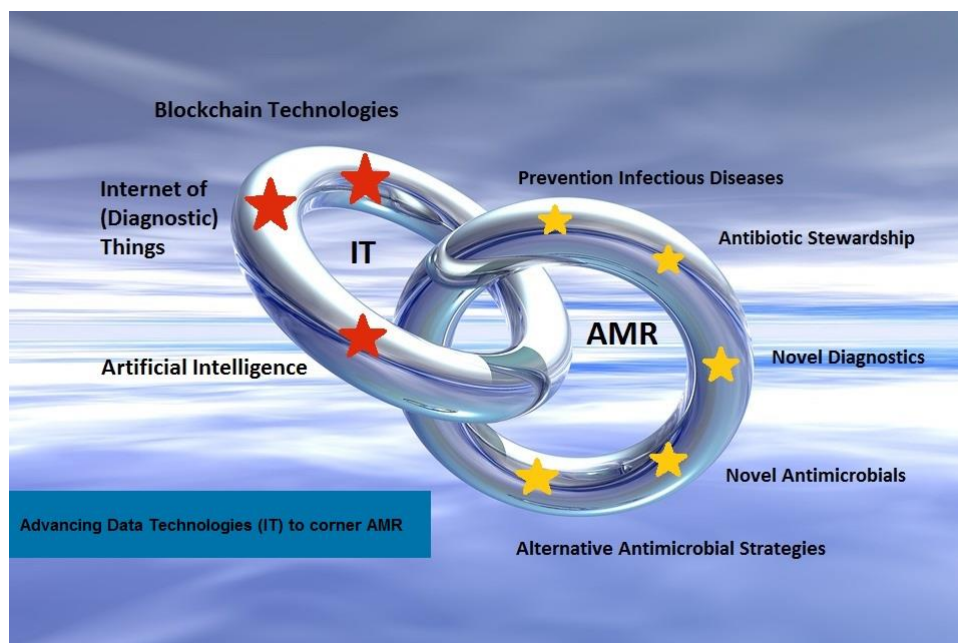 Blockchain Technologies
Internet of
(Diagnostic)
Things
IT
Artificial Intelligence
Prevention Infectious Diseases
Antibiotic Stewardship
AMR
Novel Diagnostics
Novel Antimicrobials
Alternative Antimicrobial Strategies
Advancing Data Technologies (IT) to corner AMR